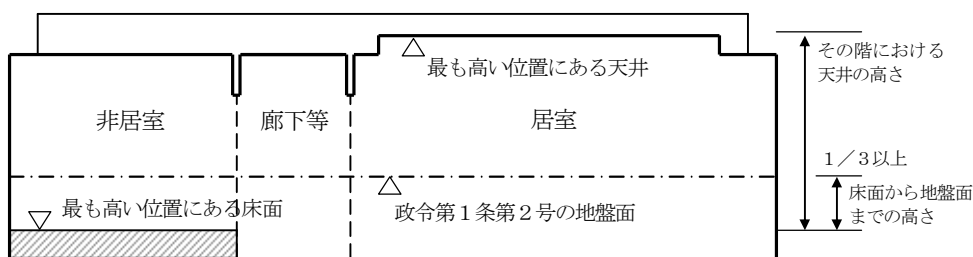 最も高い位置にある天井
その階における
天井の高さ
非居室
廊下等
居室
1/3以上
最も高い位置にある床面
政令第1条第2号の地盤面
床面から地盤面
までの高さ